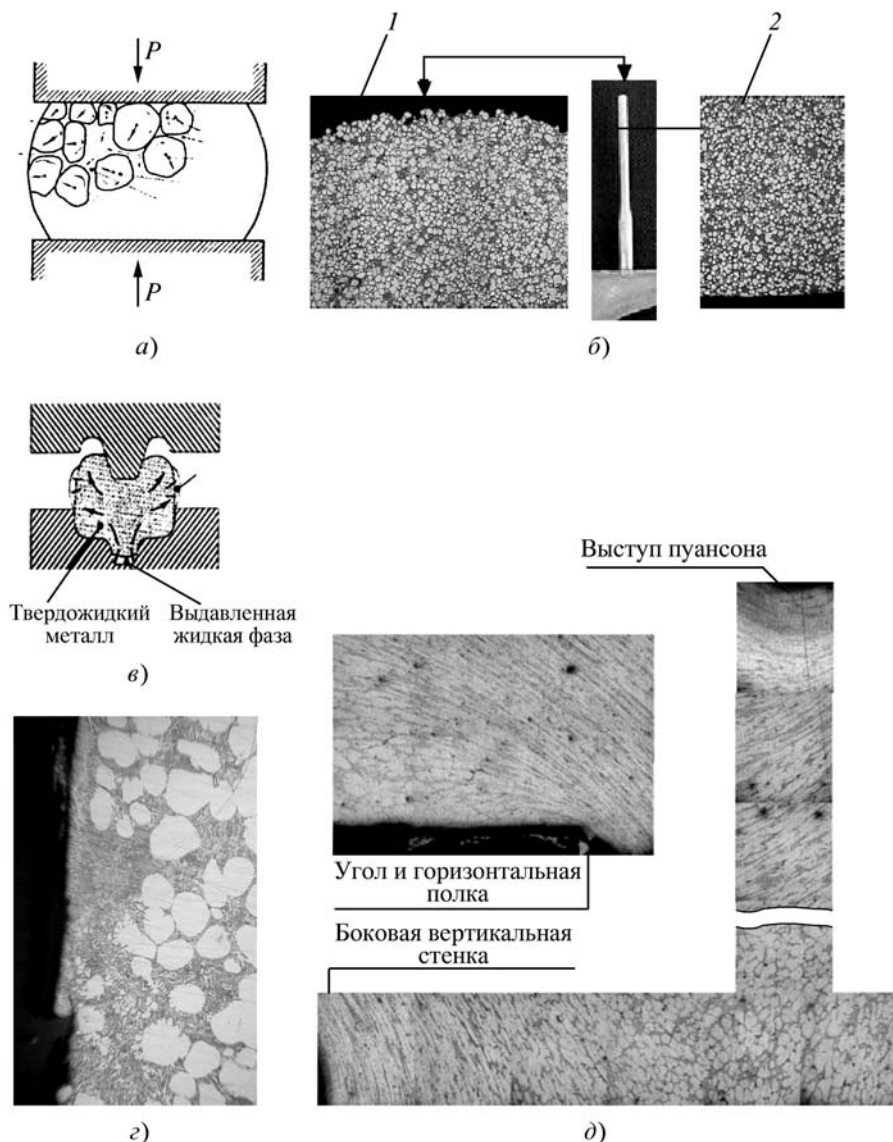 1
2
P
P
а)
б)
Твердожидкий
металл
Выдавленная
жидкая фаза
в)
Выступ пуансона
Угол и горизонтальная
полка
Боковая вертикальная
стенка
г)
д)